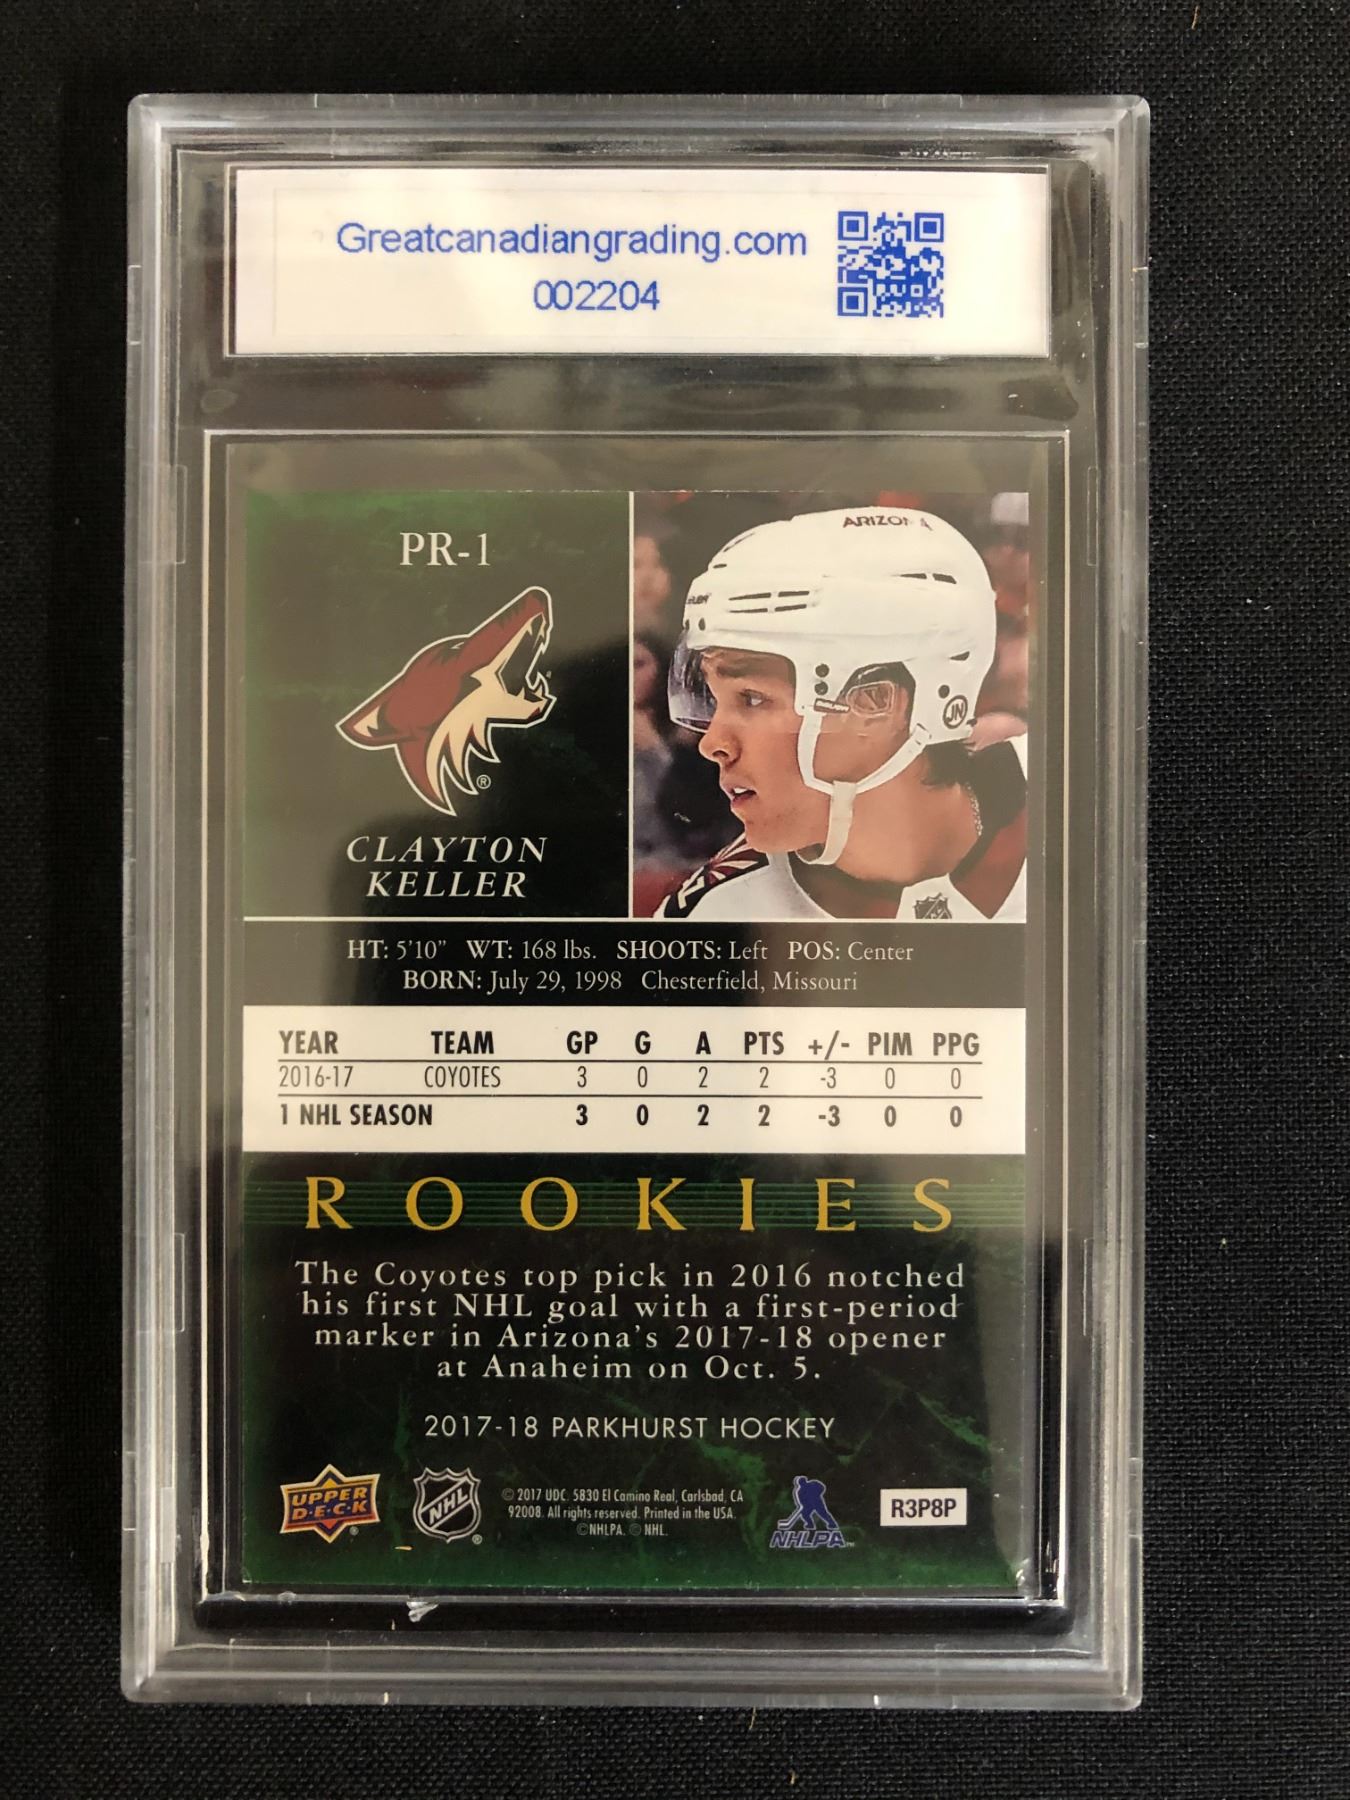 Greatcanadiangrading.com
002204
PR-1
ARIZONA
BAUER
JN
®
CLAYTON
KELLER
HT: 5'10" WT: 168 lbs. SHOOTS: Left POS: Center
BORN: July 29, 1998 Chesterfield, Missouri
YEAR TEAM GP G A PTS +/- PIM PPG
2016-17 COYOTES 3 0 2 2 -3 0 0
1 NHL SEASON 3 0 2 2 -3 0 0
ROOKIES
The Coyotes top pick in 2016 notched
his first NHL goal with a first-period
marker in Arizona's 2017-18 opener
at Anaheim on Oct. 5.
2017-18 PARKHURST HOCKEY
UPPER
D·E·C·K
®
NHL
®
© 2017 UDC. 5830 El Camino Real, Carlsbad, CA
92008. All rights reserved. Printed in the USA.
©NHLPA. © NHL.
NHLPA™
R3P8P